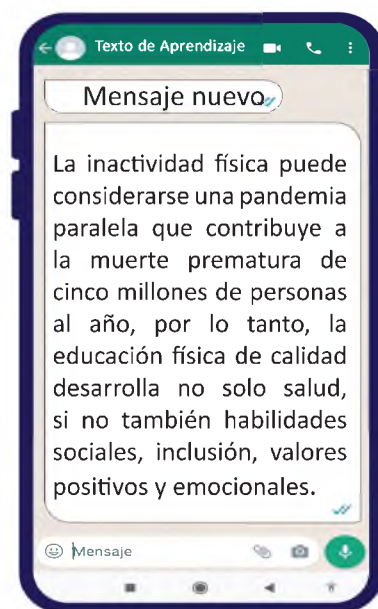 Texto de Aprendizaje
Mensaje nuevo
La inactividad física puede
considerarse una pandemia
paralela que contribuye a
la muerte prematura de
cinco millones de personas
al año, por lo tanto, la
educación física de calidad
desarrolla no solo salud,
si no también habilidades
sociales, inclusión, valores
positivos y emocionales.
Mensaje